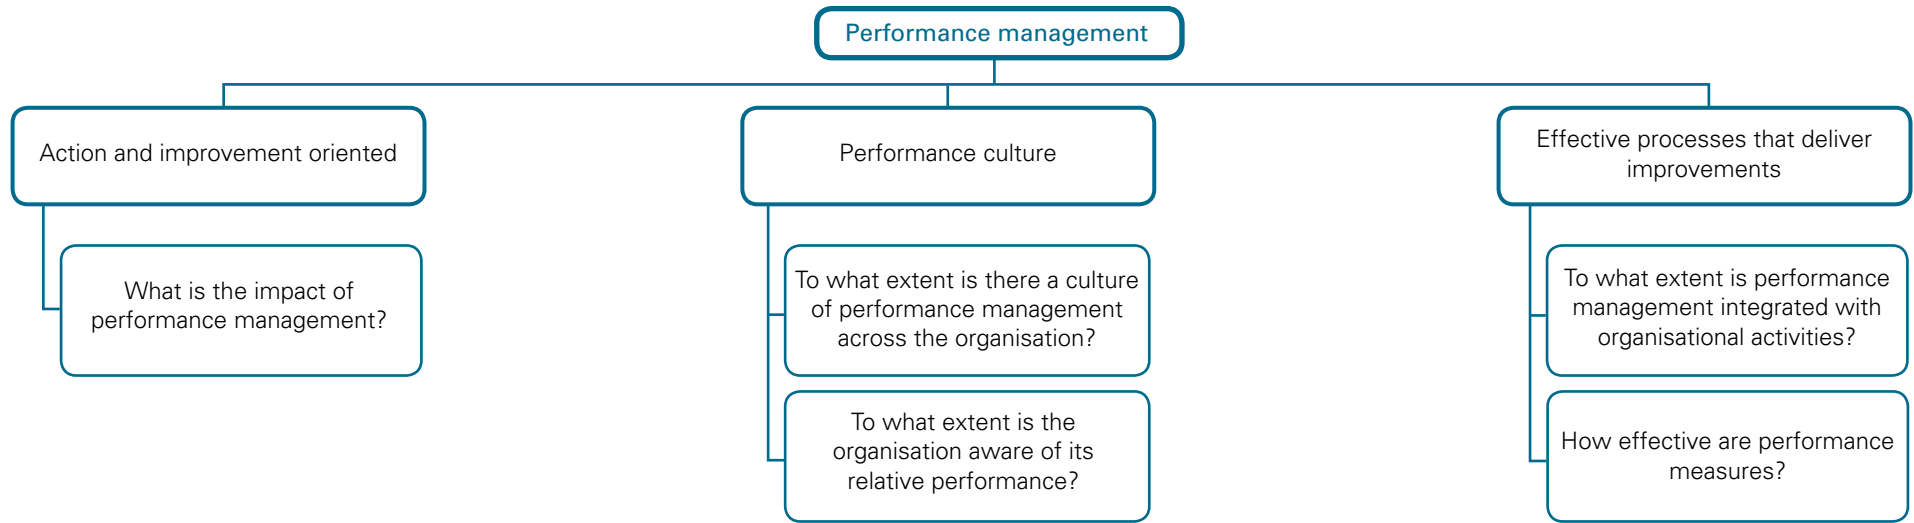 Performance management
Action and improvement oriented
What is the impact of
performance management?
Performance culture
To what extent is there a culture
of performance management
across the organisation?
To what extent is the
organisation aware of its
relative performance?
Effective processes that deliver
improvements
To what extent is performance
management integrated with
organisational activities?
How effective are performance
measures?